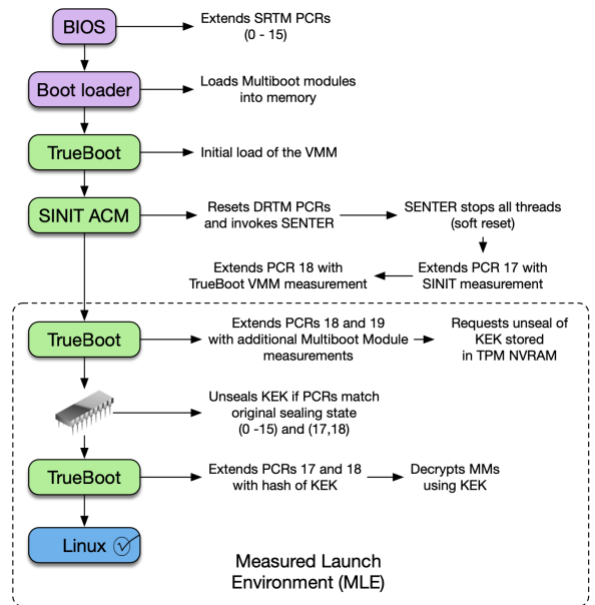 BIOS
Extends SRTM PCRs
(0 - 15)
Boot loader
Loads Multiboot modules
into memory
TrueBoot
Initial load of the VMM
SINIT ACM
Resets DRTM PCRs
and invokes SENTER
SENTER stops all threads
(soft reset)
Extends PCR 17 with
SINIT measurement
Extends PCR 18 with
TrueBoot VMM measurement
TrueBoot
Extends PCRs 18 and 19
with additional Multiboot Module
measurements
Requests unseal of
KEK stored
in TPM NVRAM
Unseals KEK if PCRs match
original sealing state
(0 -15) and (17,18)
TrueBoot
Extends PCRs 17 and 18
with hash of KEK
Decrypts MMs
using KEK
Linux
Measured Launch
Environment (MLE)